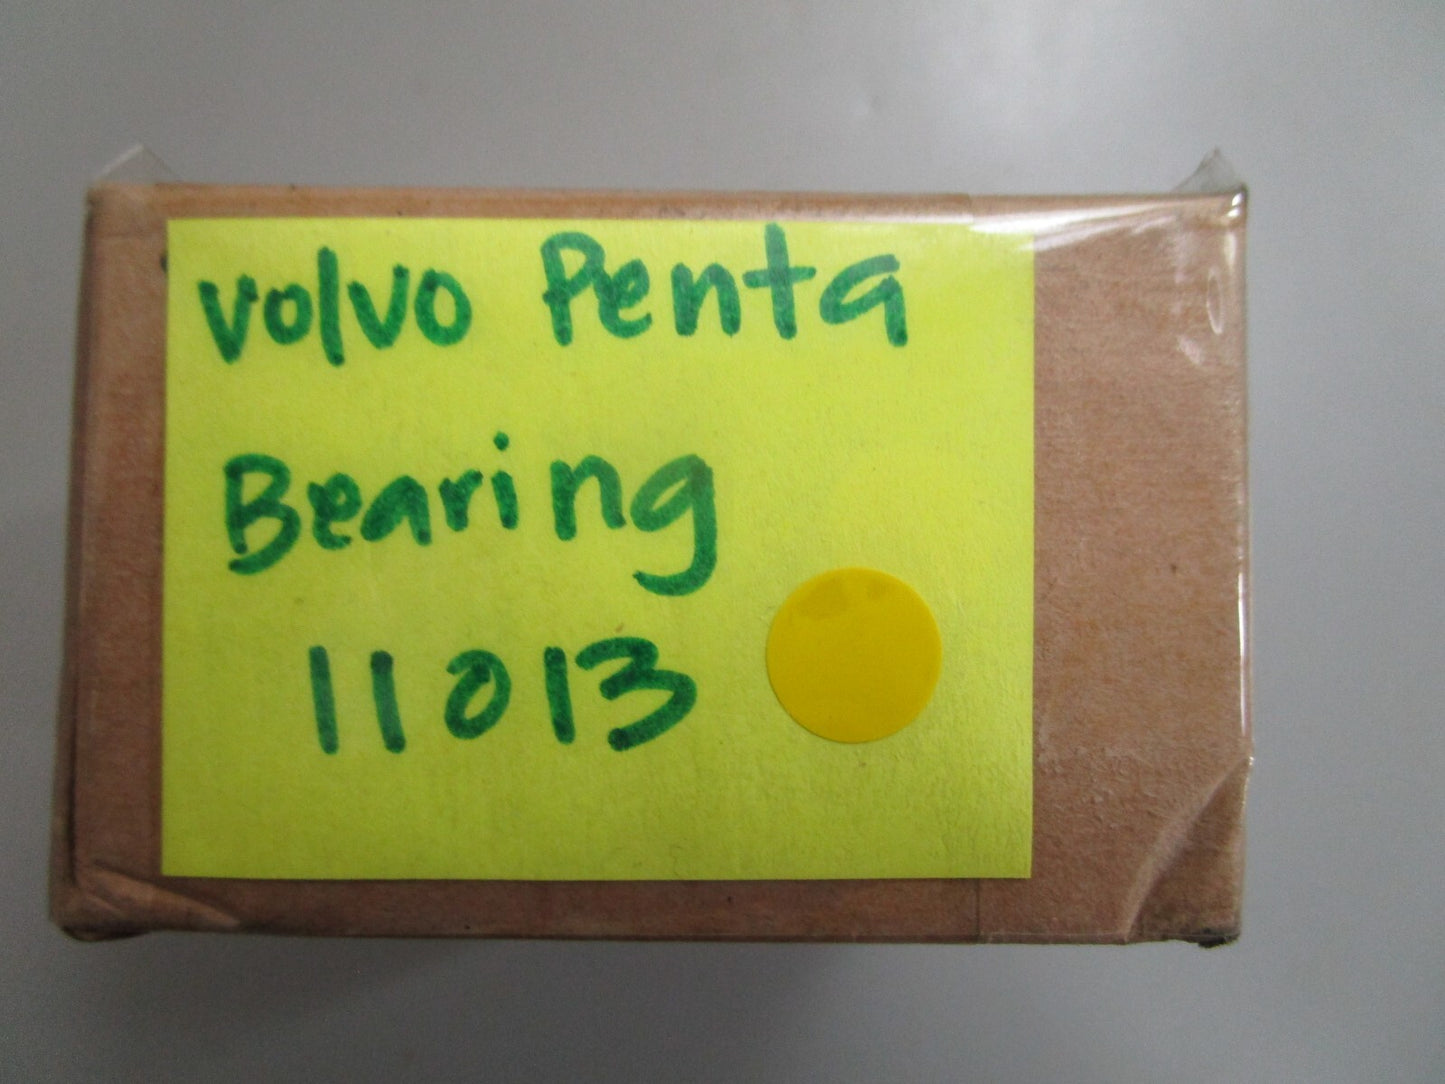 Volvo Penta
Bearing
11013